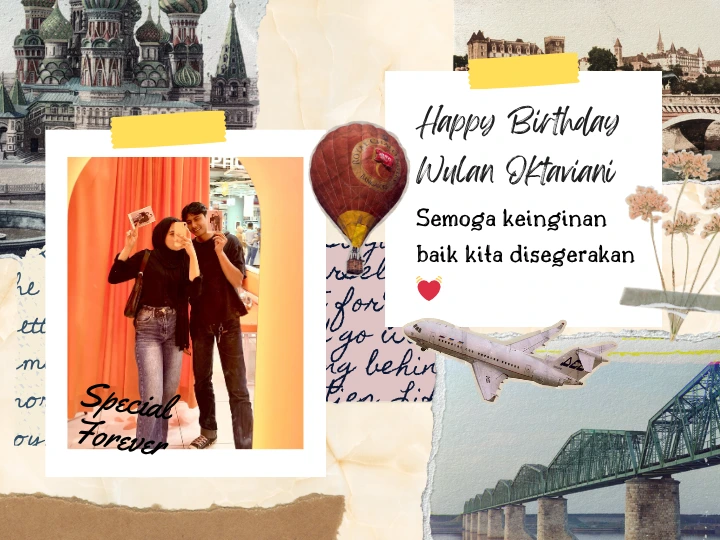 Happy Birthday
Wulan Oktaviani
Semoga keinginan
baik kita disegerakan
Special
Forever